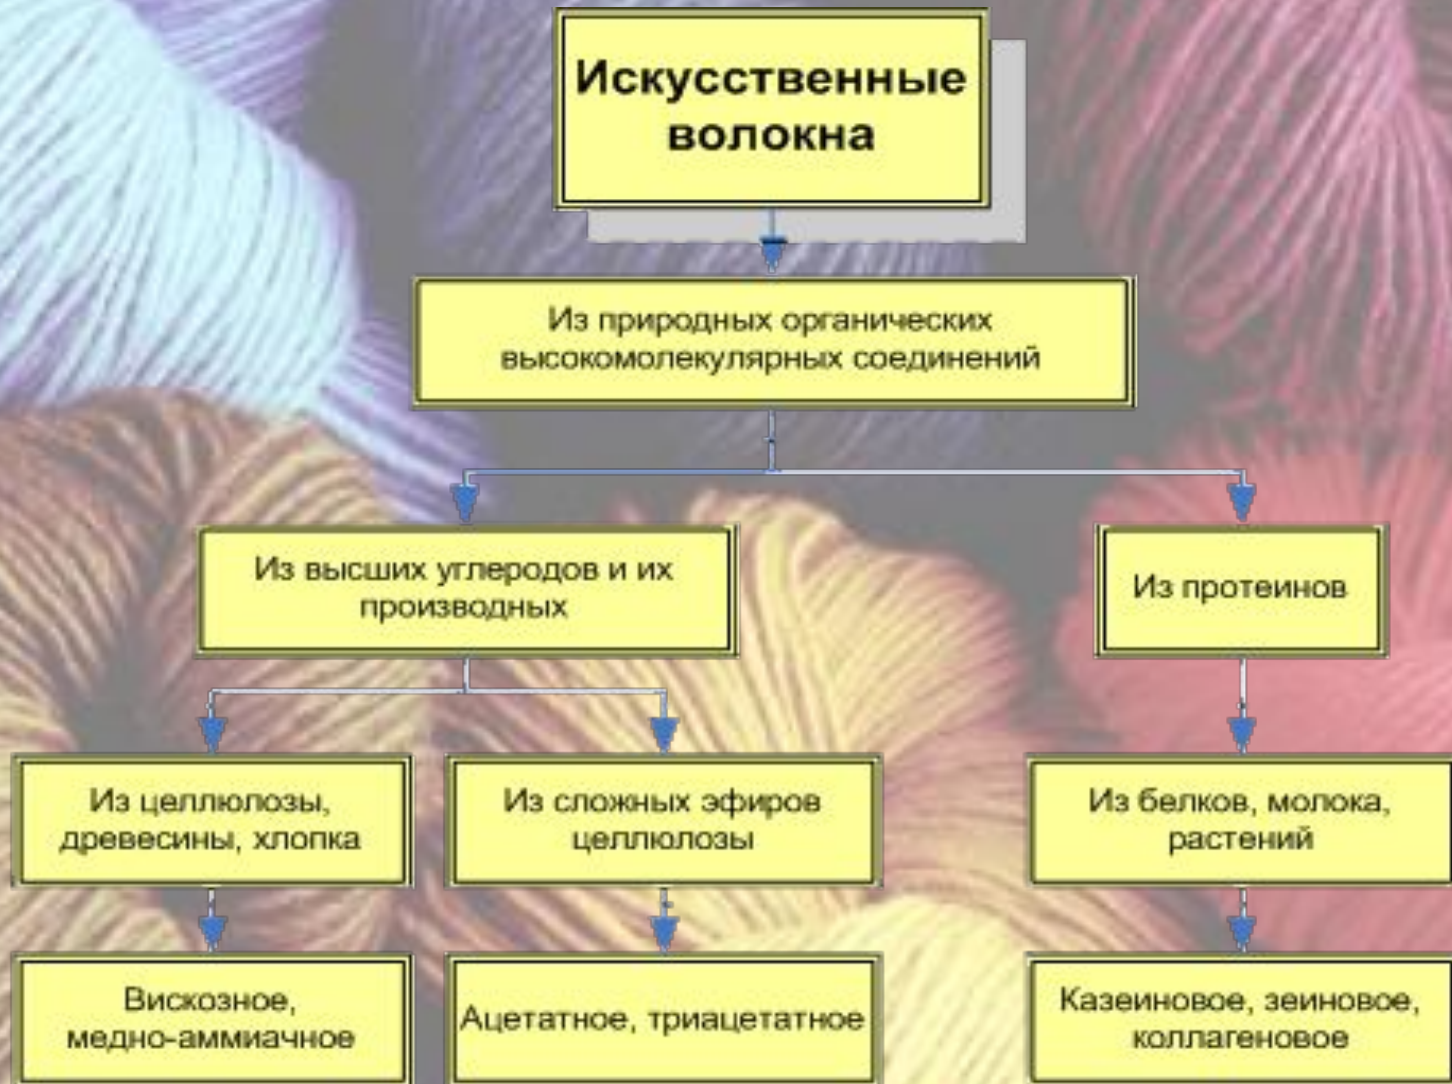 Искусственные
волокна
Из природных органических
высокомолекулярных соединений
Из высших углеродов и их
производных
Из протеинов
Из целлюлозы,
древесины, хлопка
Из сложных эфиров
целлюлозы
Из белков, молока,
растений
Вискозное,
медно-аммиачное
Ацетатное, триацетатное
Казеиновое, зеиновое,
коллагеновое